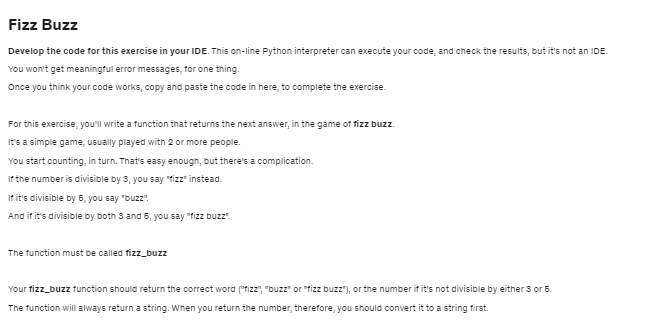 Fizz Buzz
Develop the code for this exercise in your IDE. This on-line Python interpreter can execute your code, and check the results, but it's not an IDE.
You won't get meaningful error messages, for one thing.
Once you think your code works, copy and paste the code in here, to complete the exercise.
For this exercise, you'll write a function that returns the next answer, in the game of fizz buzz.
It's a simple game, usually played with 2 or more people.
You start counting, in turn. That's easy enough, but there's a complication.
If the number is divisible by 3, you say "fizz" instead.
If it's divisible by 5, you say "buzz".
And if it's divisible by both 3 and 5, you say "fizz buzz".
The function must be called fizz_buzz
Your fizz_buzz function should return the correct word ("fizz", "buzz" or "fizz buzz"), or the number if it's not divisible by either 3 or 5.
The function will always return a string. When you return the number, therefore, you should convert it to a string first.